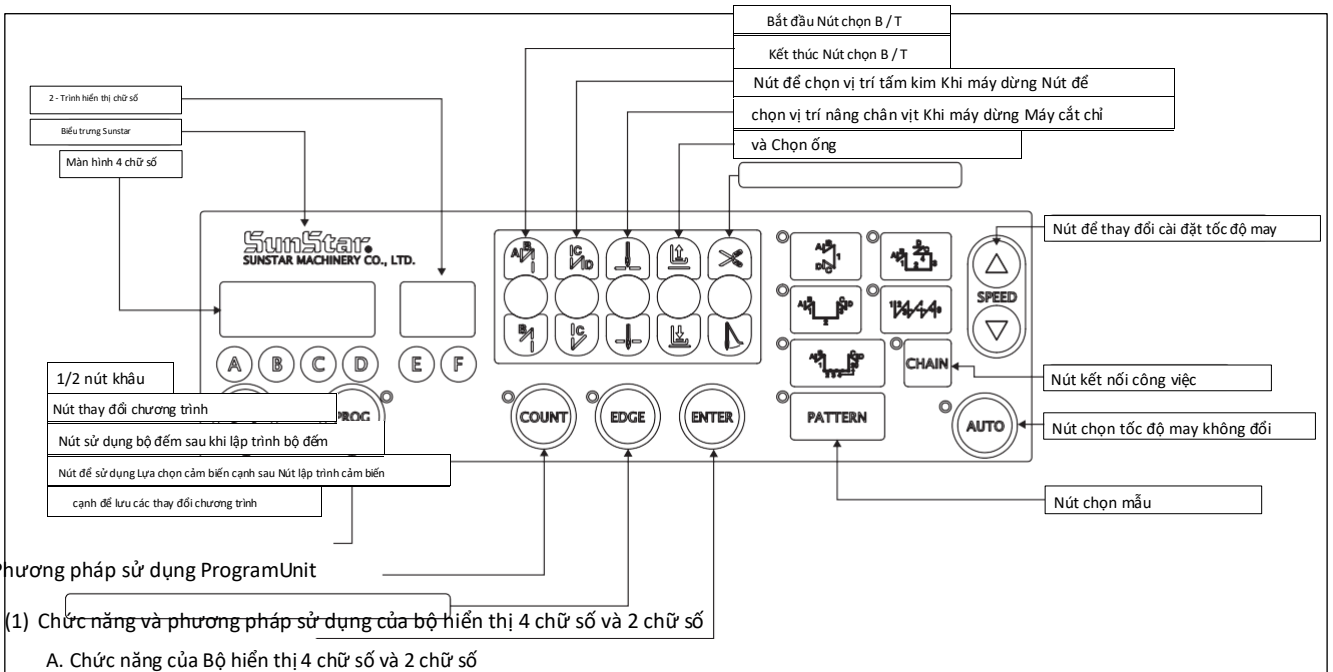 Bắt đầu Nút chọn B / T
Kết thúc Nút chọn B / T
Nút để chọn vị trí tấm kim Khi máy dừng Nút để
chọn vị trí nâng chân vịt Khi máy dừng Máy cắt chỉ
và Chọn ống
2 - Trình hiển thị chữ số
Biểu trưng Sunstar
Màn hình 4 chữ số
SunStar
SUNSTAR MACHINERY CO., LTD.
A B C D E F
PROG
COUNT
EDGE
ENTER
PATTERN
CHAIN
SPEED
AUTO
Nút để thay đổi cài đặt tốc độ may
Nút kết nối công việc
Nút chọn tốc độ may không đổi
Nút chọn mẫu
1/2 nút khâu
Nút thay đổi chương trình
Nút sử dụng bộ đếm sau khi lập trình bộ đếm
Nút để sử dụng Lựa chọn cảm biến cạnh sau Nút lập trình cảm biến
cạnh để lưu các thay đổi chương trình
Phương pháp sử dụng ProgramUnit
(1) Chức năng và phương pháp sử dụng của bộ hiển thị 4 chữ số và 2 chữ số
A. Chức năng của Bộ hiển thị 4 chữ số và 2 chữ số